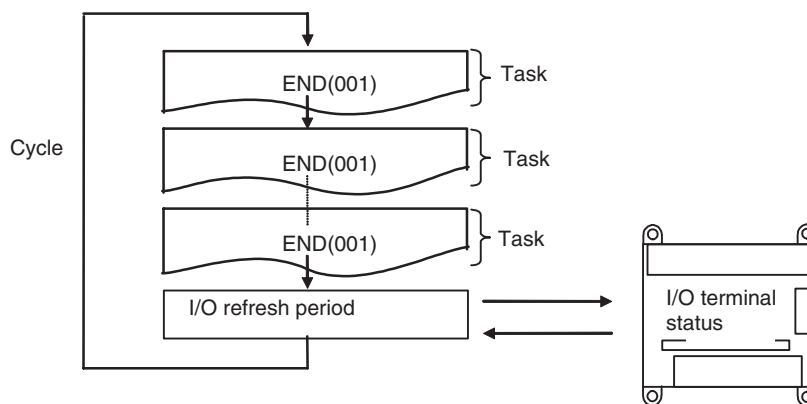 END(001)
Task
Cycle
END(001)
Task
END(001)
Task
I/O refresh period
I/O terminal
status